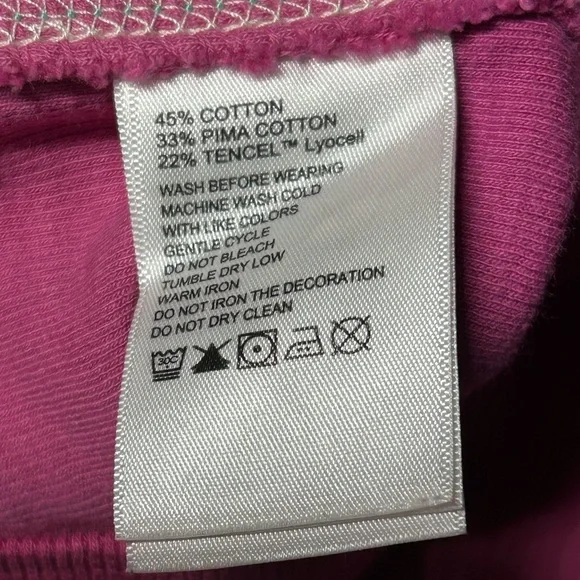 45% COTTON
33% PIMA COTTON
22% TENCEL™ Lyocell
WASH BEFORE WEARING
MACHINE WASH COLD
WITH LIKE COLORS
GENTLE CYCLE
DO NOT BLEACH
TUMBLE DRY LOW
WARM IRON
DO NOT IRON THE DECORATION
DO NOT DRY CLEAN
30C